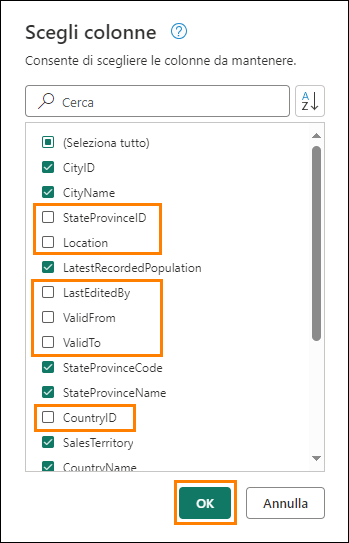 Scegli colonne
Consente di scegliere le colonne da mantenere.
Cerca
A
Z
(Seleziona tutto)
CityID
CityName
StateProvinceID
Location
LatestRecordedPopulation
LastEditedBy
ValidFrom
ValidTo
StateProvinceCode
StateProvinceName
CountryID
SalesTerritory
CountryName
OK Annulla